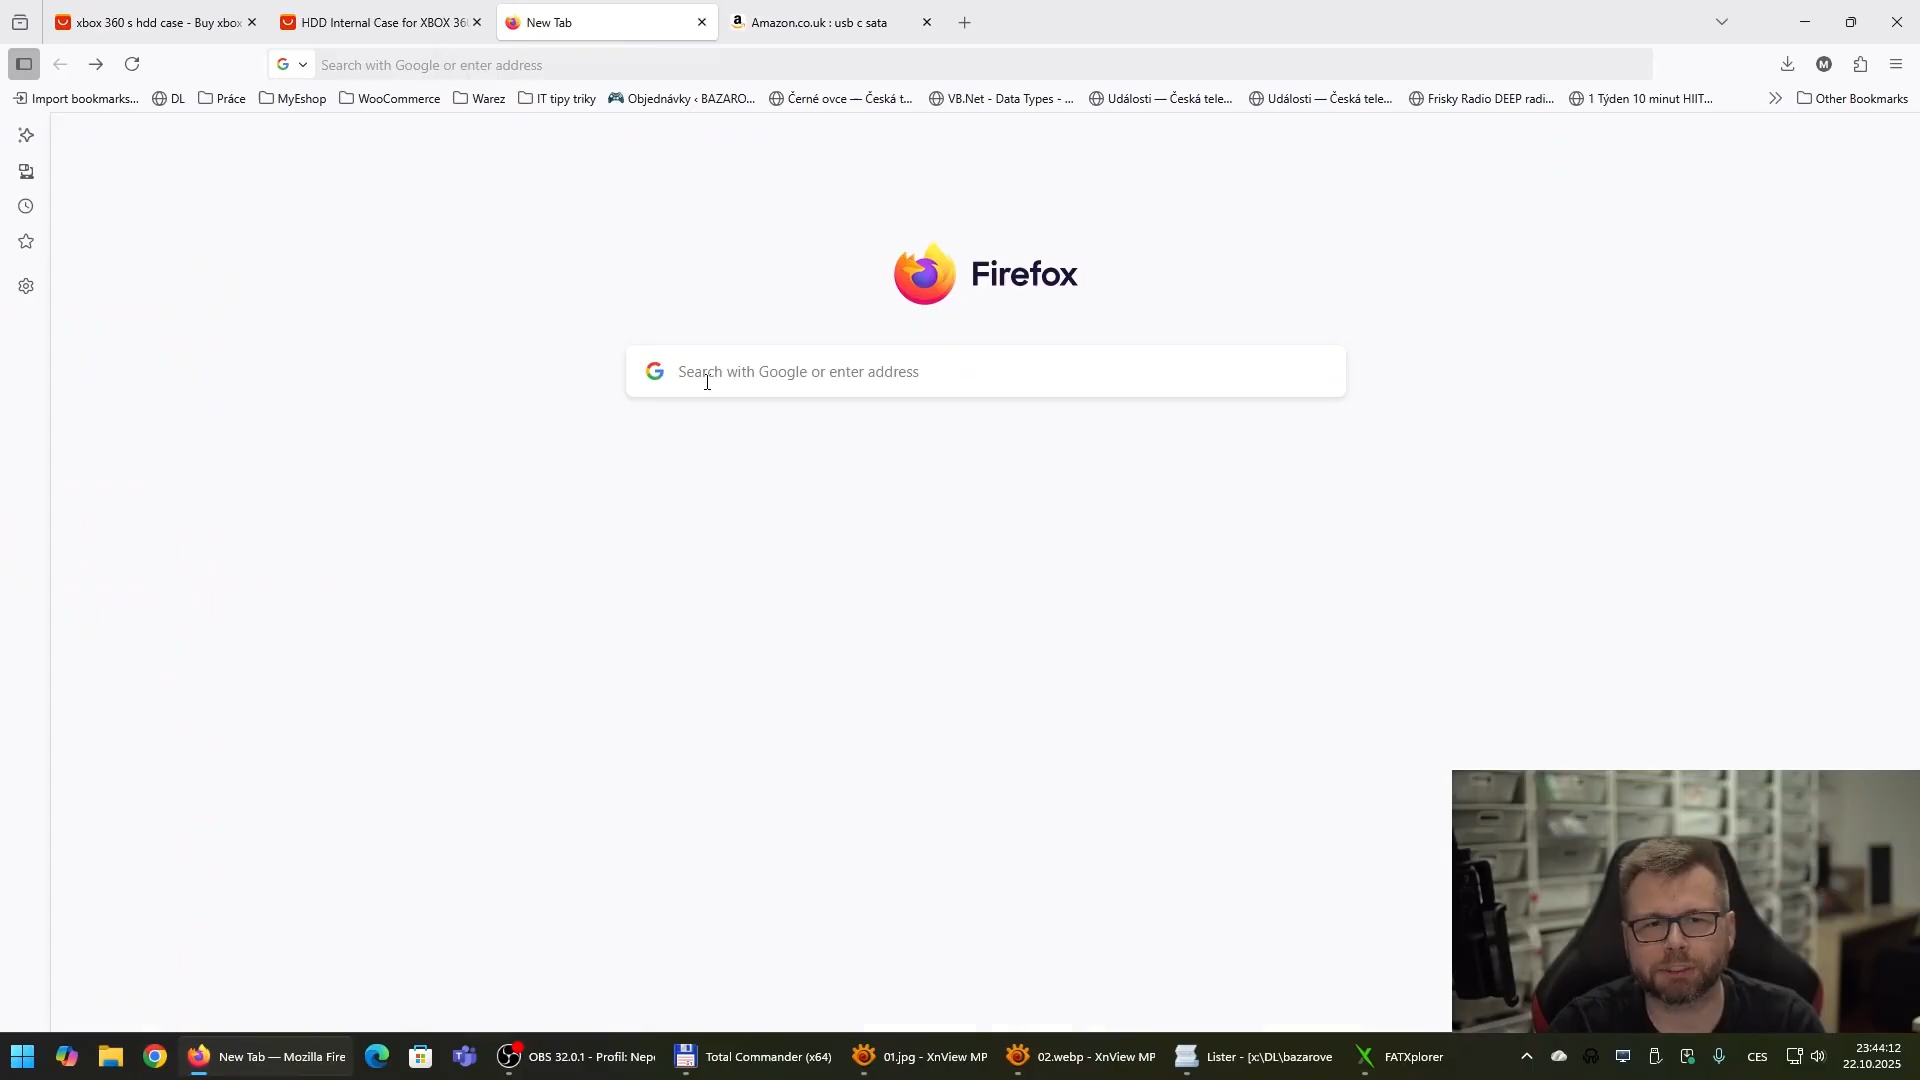 xbox 360 s hdd case - Buy xbox
HDD Internal Case for XBOX 36
New Tab
Amazon.co.uk : usb c sata
Search with Google or enter address
M
Import bookmarks...
DL
Práce
MyEshop
WooCommerce
Warez
IT tipy triky
Objednávky ‹ BAZARO...
Černé ovce — Česká t...
VB.Net - Data Types - ...
Události — Česká tele...
Události — Česká tele...
Frisky Radio DEEP radi...
1 Týden 10 minut HIIT...
Other Bookmarks
Firefox
Search with Google or enter address
New Tab — Mozilla Fire
OBS 32.0.1 - Profil: Nepo
Total Commander (x64)
01.jpg - XnView MP
02.webp - XnView MP
Lister - [x:\DL\bazarove
FATXplorer
CES
23:44:12
22.10.2025